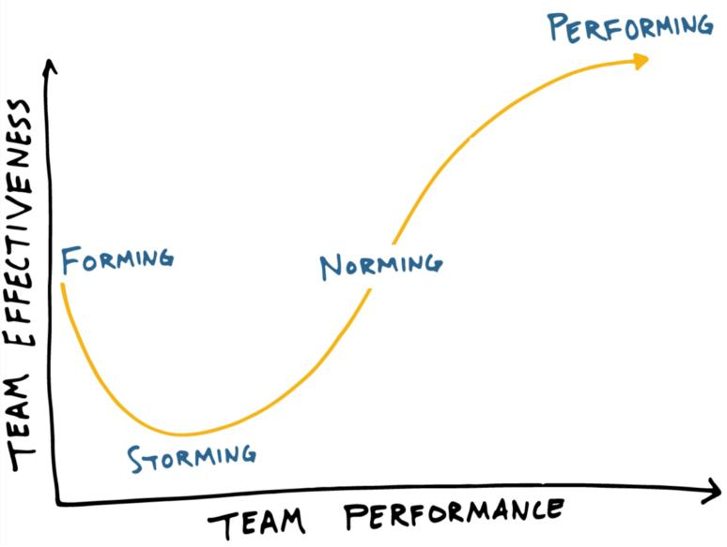 PERFORMING
TEAM EFFECTIVENESS
FORMING
NORMING
STORMING
TEAM PERFORMANCE